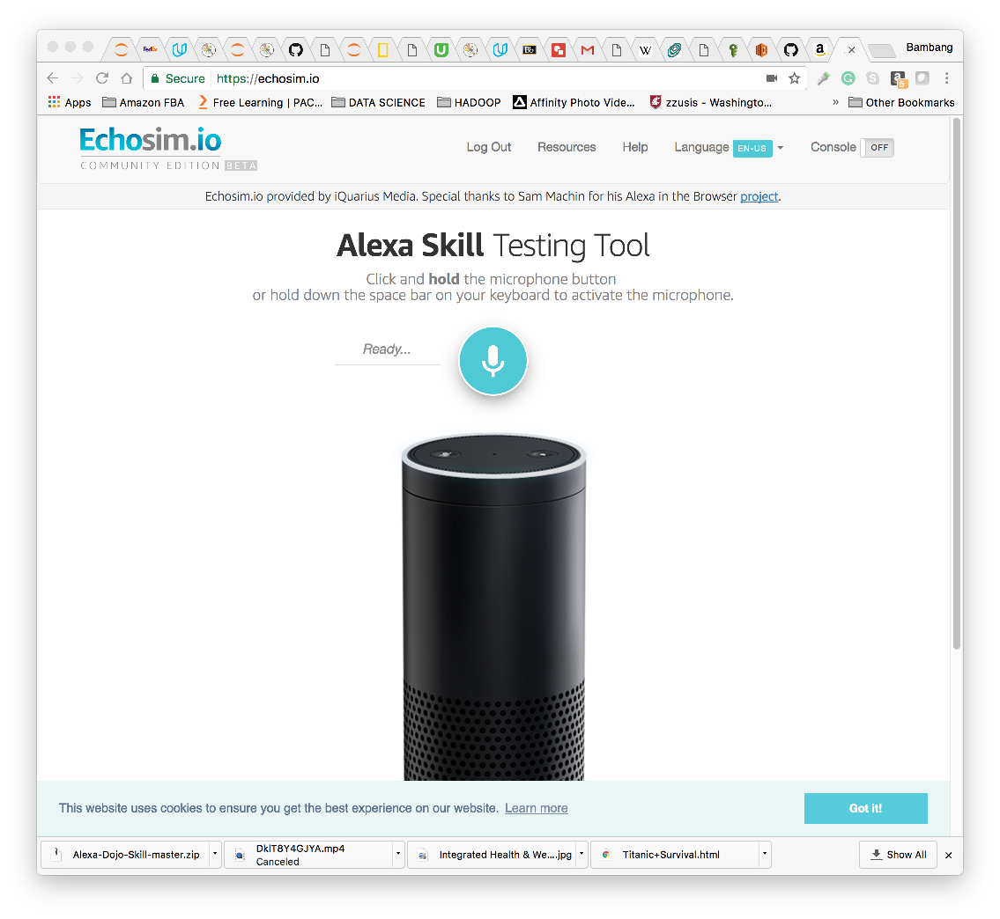 FedEx
Bb
W
a
Bambang
Secure
https://echosim.io
a
5
Apps
Amazon FBA
Free Learning | PAC...
DATA SCIENCE
HADOOP
Affinity Photo Vide...
zzusis - Washingto...
»
Other Bookmarks
Echosim.io
COMMUNITY EDITION BETA
Log Out
Resources
Help
Language EN-US
Console OFF
Echosim.io provided by iQuarius Media. Special thanks to Sam Machin for his Alexa in the Browser project.
Alexa Skill Testing Tool
Click and hold the microphone button
or hold down the space bar on your keyboard to activate the microphone.
Ready...
This website uses cookies to ensure you get the best experience on our website. Learn more
Got it!
Alexa-Dojo-Skill-master.zip
DkIT8Y4GJYA.mp4
Canceled
Integrated Health & We....jpg
Titanic+Survival.html
Show All